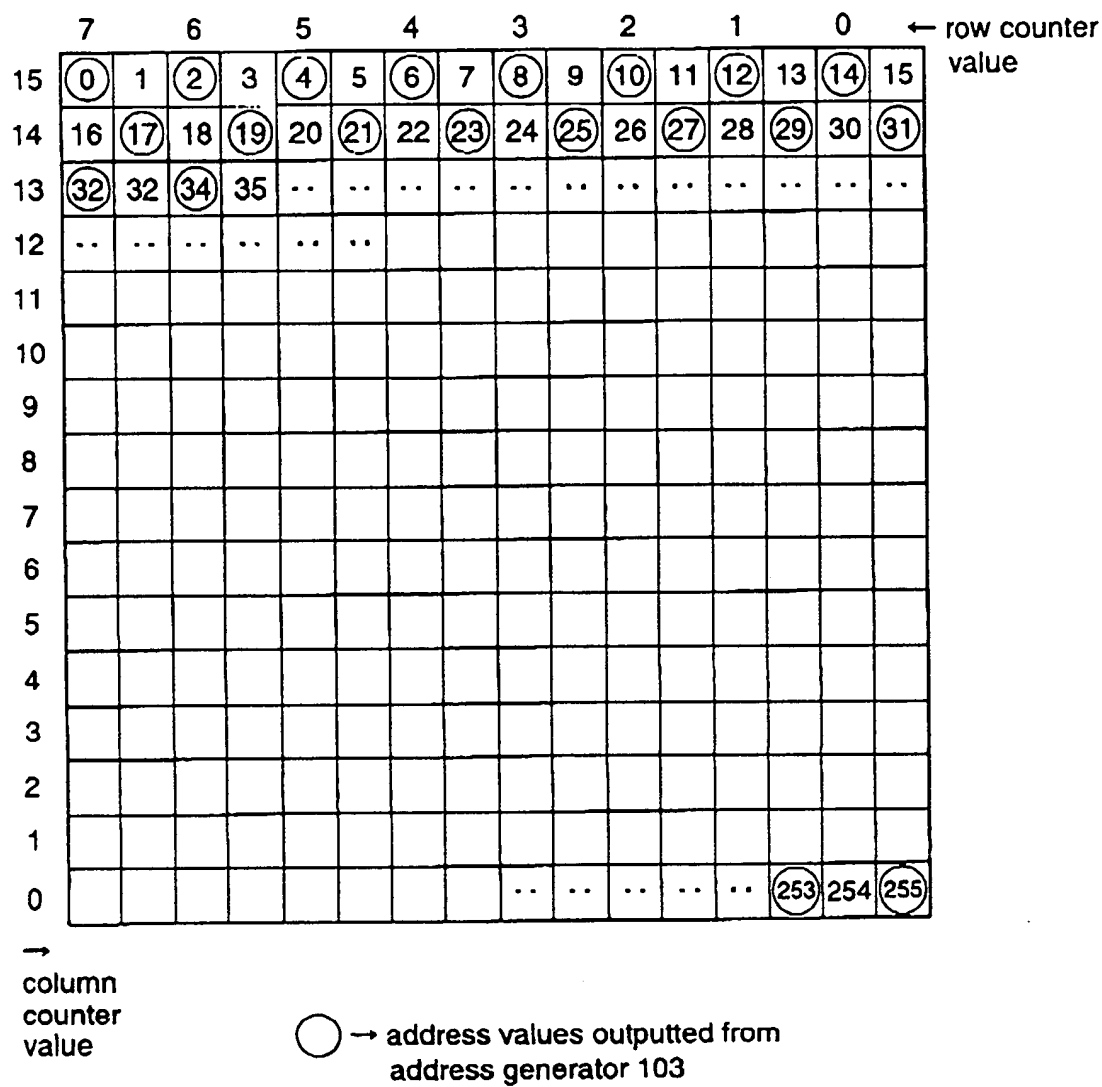 7 6 5 4 3 2 1 0 ← row counter
value
15 0 1 2 3 4 5 6 7 8 9 10 11 12 13 14 15
14 16 17 18 19 20 21 22 23 24 25 26 27 28 29 30 31
13 32 32 34 35 .. .. .. .. .. .. .. .. .. .. .. ..
12 .. .. .. .. .. ..
11
10
9
8
7
6
5
4
3
2
1
0 .. .. .. .. .. 253 254 255
→
column
counter
value
→ address values outputted from
address generator 103